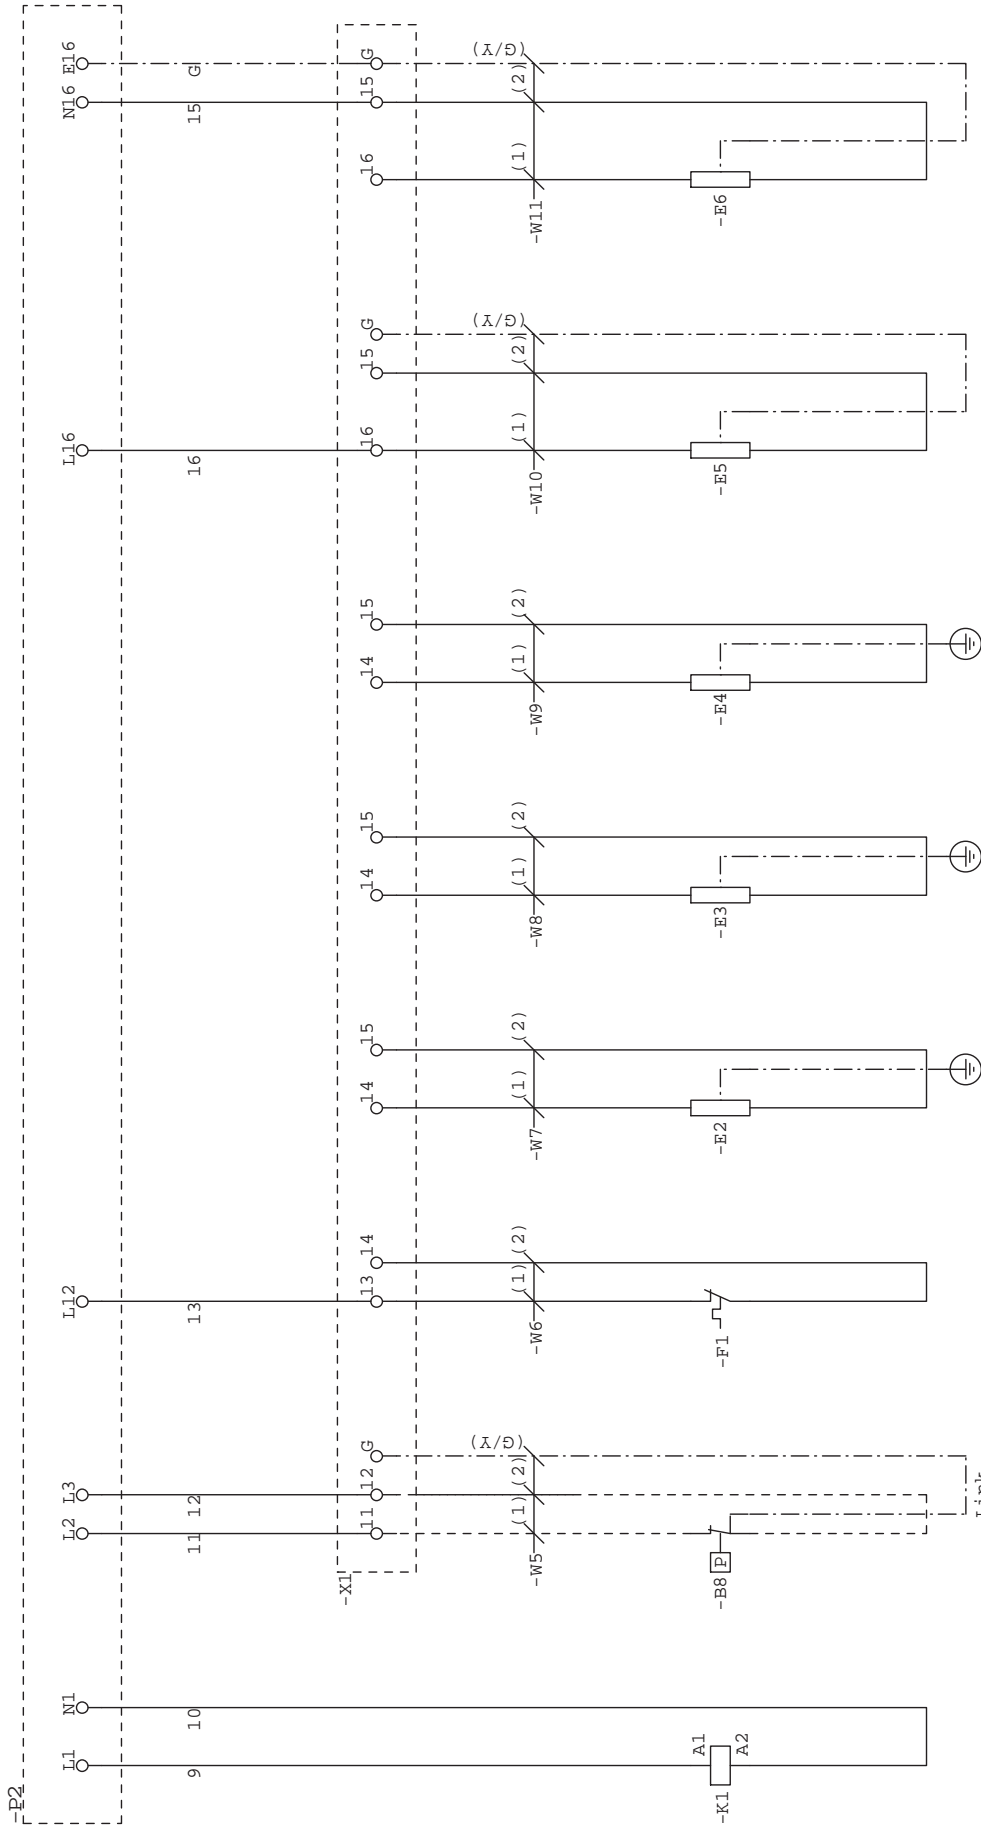 -P2
L1
N1
L2
L3
L12
L16
N16
E16
9
10
11
12
13
16
15
G
-X1
11
12
G
13
14
14
15
14
15
14
15
16
15
G
16
15
G
-W5
(1)
(2)
(G/Y)
-W6
(1)
(2)
-W7
(1)
(2)
-W8
(1)
(2)
-W9
(1)
(2)
-W10
(1)
(2)
(G/Y)
-W11
(1)
(2)
(G/Y)
-K1
A1
A2
-B8
P
-F1
-E2
-E3
-E4
-E5
-E6